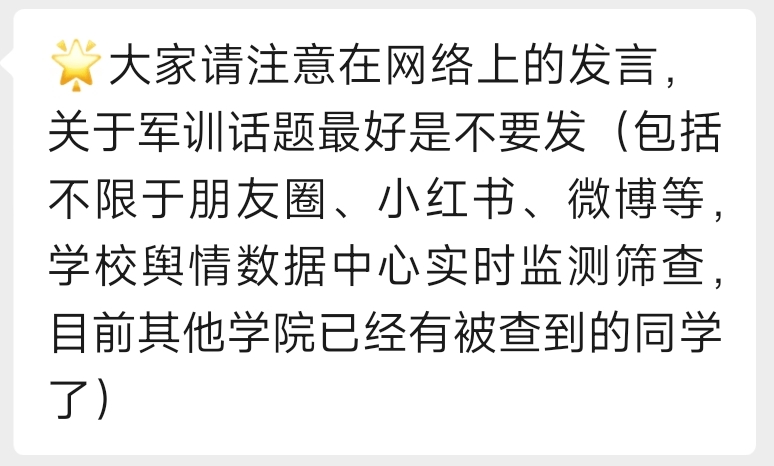 🌟大家请注意在网络上的发言，
关于军训话题最好是不要发（包括
不限于朋友圈、小红书、微博等，
学校舆情数据中心实时监测筛查，
目前其他学院已经有被查到的同学
了）